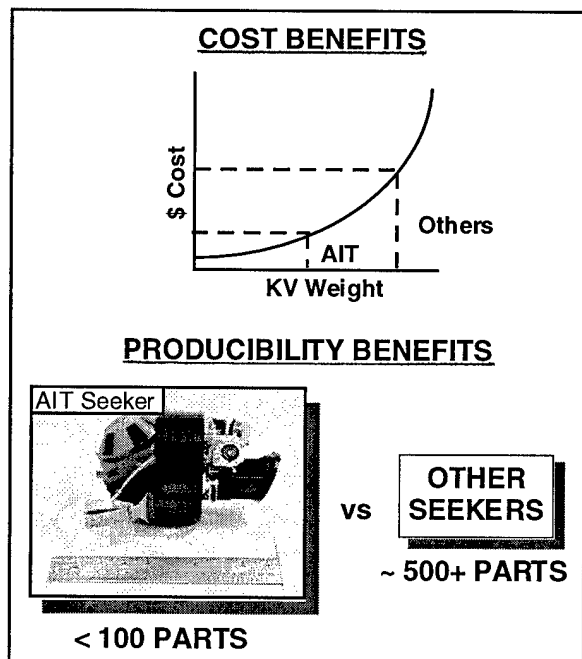 COST BENEFITS
$ Cost
Others
AIT
KV Weight
PRODUCIBILITY BENEFITS
AIT Seeker
vs
OTHER
SEEKERS
~ 500+ PARTS
< 100 PARTS